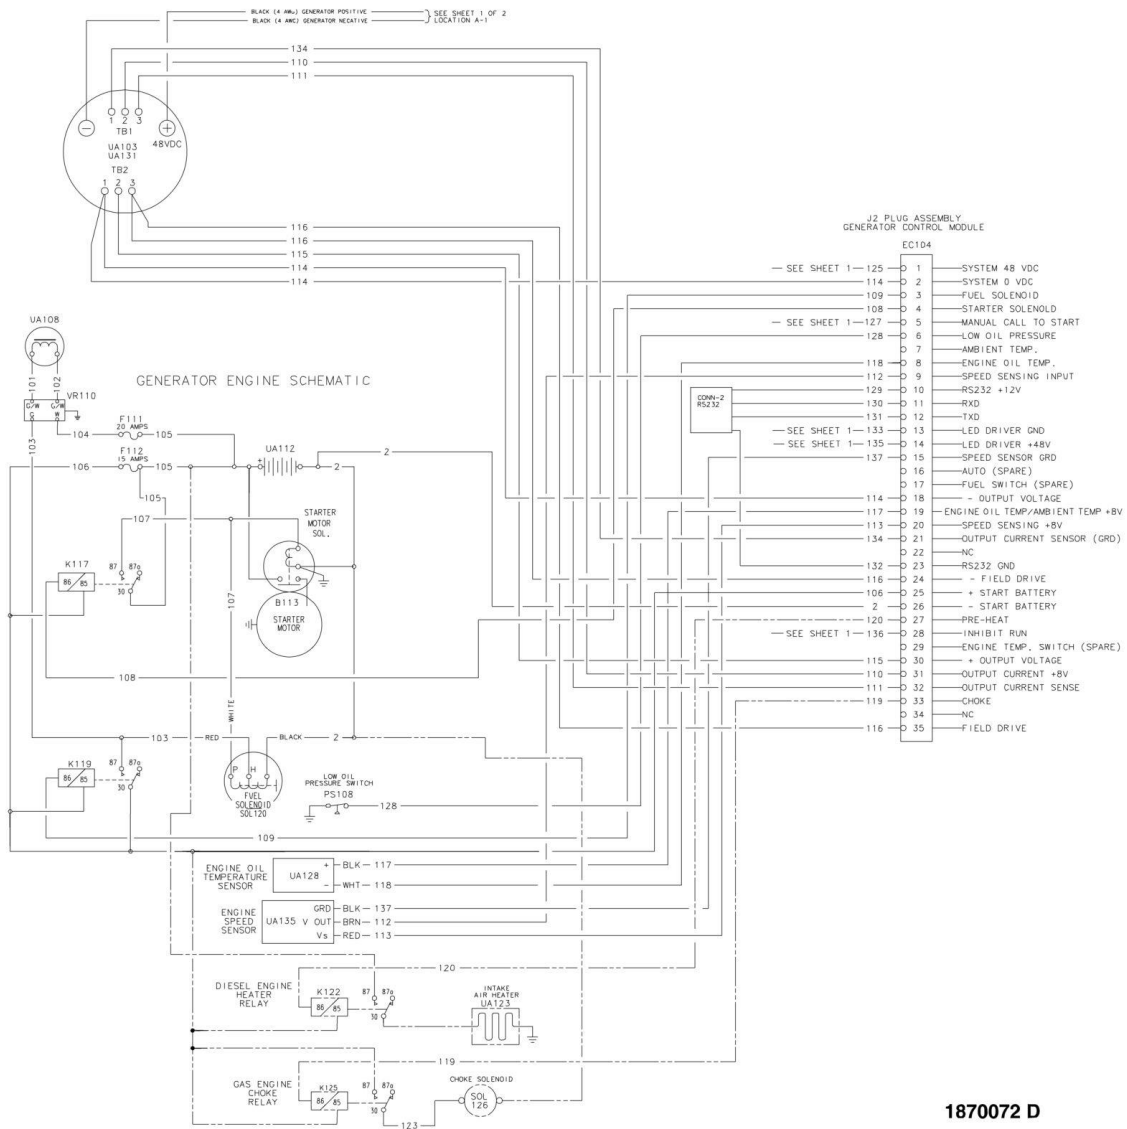 BLACK (4 AWG) GENERATOR POSITIVE
BLACK (4 AWG) GENERATOR NEGATIVE
SEE SHEET 1 OF 2
LOCATION A-1
134
110
111
1 2 3
TB1
48VDC
UA103
UA131
TB2
1 2 3
116
116
115
114
114
J2 PLUG ASSEMBLY
GENERATOR CONTROL MODULE
EC104
SEE SHEET 1 125 1 SYSTEM 48 VDC
114 2 SYSTEM 0 VDC
109 3 FUEL SOLENOID
108 4 STARTER SOLENOLD
SEE SHEET 1 127 5 MANUAL CALL TO START
128 6 LOW OIL PRESSURE
7 AMBIENT TEMP.
118 8 ENGINE OIL TEMP.
112 9 SPEED SENSING INPUT
129 10 RS232 +12V
130 11 RXD
131 12 TXD
SEE SHEET 1 133 13 LED DRIVER GND
SEE SHEET 1 135 14 LED DRIVER +48V
137 15 SPEED SENSOR GRD
16 AUTO (SPARE)
17 FUEL SWITCH (SPARE)
114 18 - OUTPUT VOLTAGE
117 19 ENGINE OIL TEMP/AMBIENT TEMP +8V
113 20 SPEED SENSING +8V
134 21 OUTPUT CURRENT SENSOR (GRD)
22 NC
132 23 RS232 GND
116 24 - FIELD DRIVE
106 25 + START BATTERY
2 26 - START BATTERY
120 27 PRE-HEAT
SEE SHEET 1 136 28 INHIBIT RUN
29 ENGINE TEMP. SWITCH (SPARE)
115 30 + OUTPUT VOLTAGE
110 31 OUTPUT CURRENT +8V
111 32 OUTPUT CURRENT SENSE
119 33 CHOKE
34 NC
116 35 FIELD DRIVE
CONN-2
RS232
UA108
101
102
GENERATOR ENGINE SCHEMATIC
VR110
G/W G/W
G W
103
104
F111
20 AMPS
105
106
F112
15 AMPS
105
105
UA112
+ -
2
2
STARTER
MOTOR
SOL.
107
107
K117
86 85
87 87a
30
B113
STARTER
MOTOR
108
WHITE
103
RED
BLACK
2
K119
86 85
87 87a
30
P H
FUEL
SOLENOID
SOL120
LOW OIL
PRESSURE SWITCH
PS108
128
109
ENGINE OIL
TEMPERATURE
SENSOR
UA128
+ BLK 117
- WHT 118
ENGINE
SPEED
SENSOR
UA135
GRD BLK 137
V OUT BRN 112
Vs RED 113
120
DIESEL ENGINE
HEATER
RELAY
K122
86 85
87 87a
30
INTAKE
AIR HEATER
UA123
119
GAS ENGINE
CHOKE
RELAY
K125
86 85
87 87a
30
CHOKE SOLENOID
SOL
126
123
1870072 D